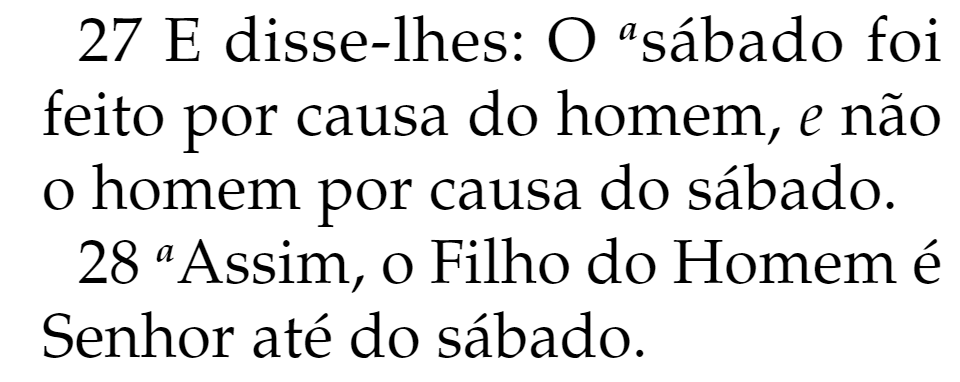 27 E disse-lhes: O ᵃsábado foi
feito por causa do homem, e não
o homem por causa do sábado.
28 ᵃAssim, o Filho do Homem é
Senhor até do sábado.